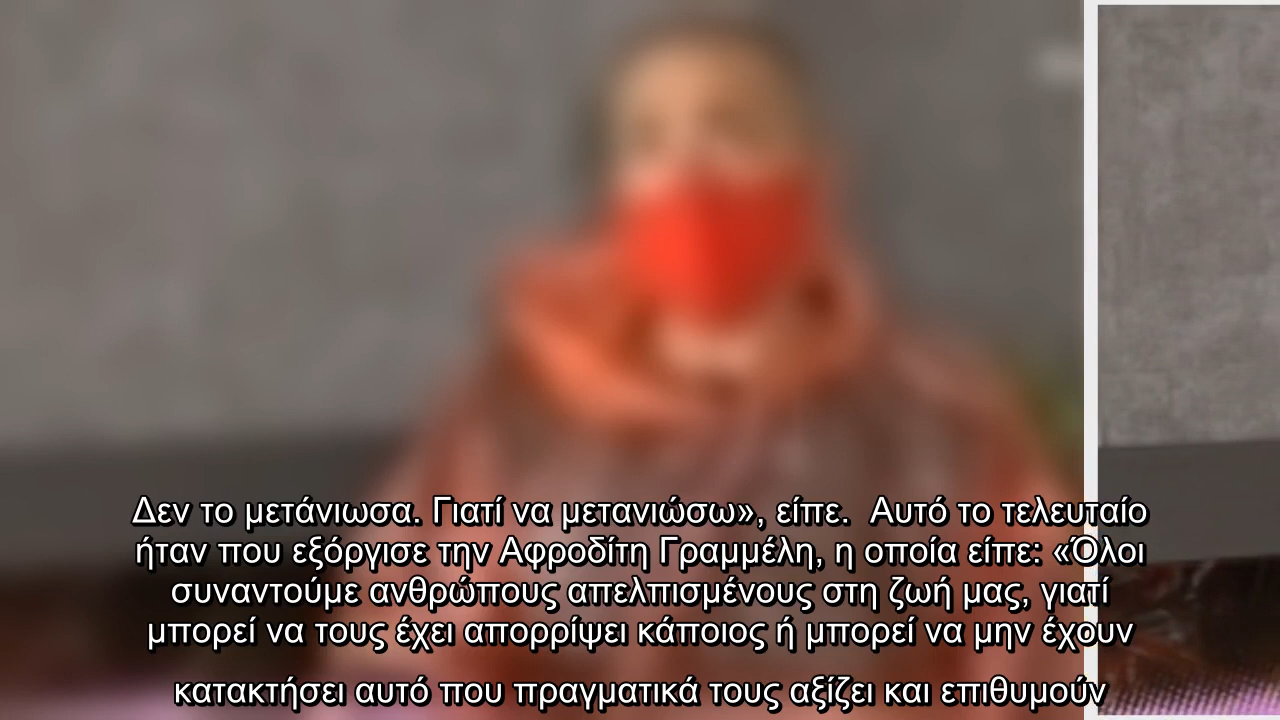 Δεν το μετάνιωσα. Γιατί να μετανιώσω», είπε.  Αυτό το τελευταίο
ήταν που εξόργισε την Αφροδίτη Γραμμέλη, η οποία είπε: «Όλοι
συναντούμε ανθρώπους απελπισμένους στη ζωή μας, γιατί
μπορεί να τους έχει απορρίψει κάποιος ή μπορεί να μην έχουν
κατακτήσει αυτό που πραγματικά τους αξίζει και επιθυμούν